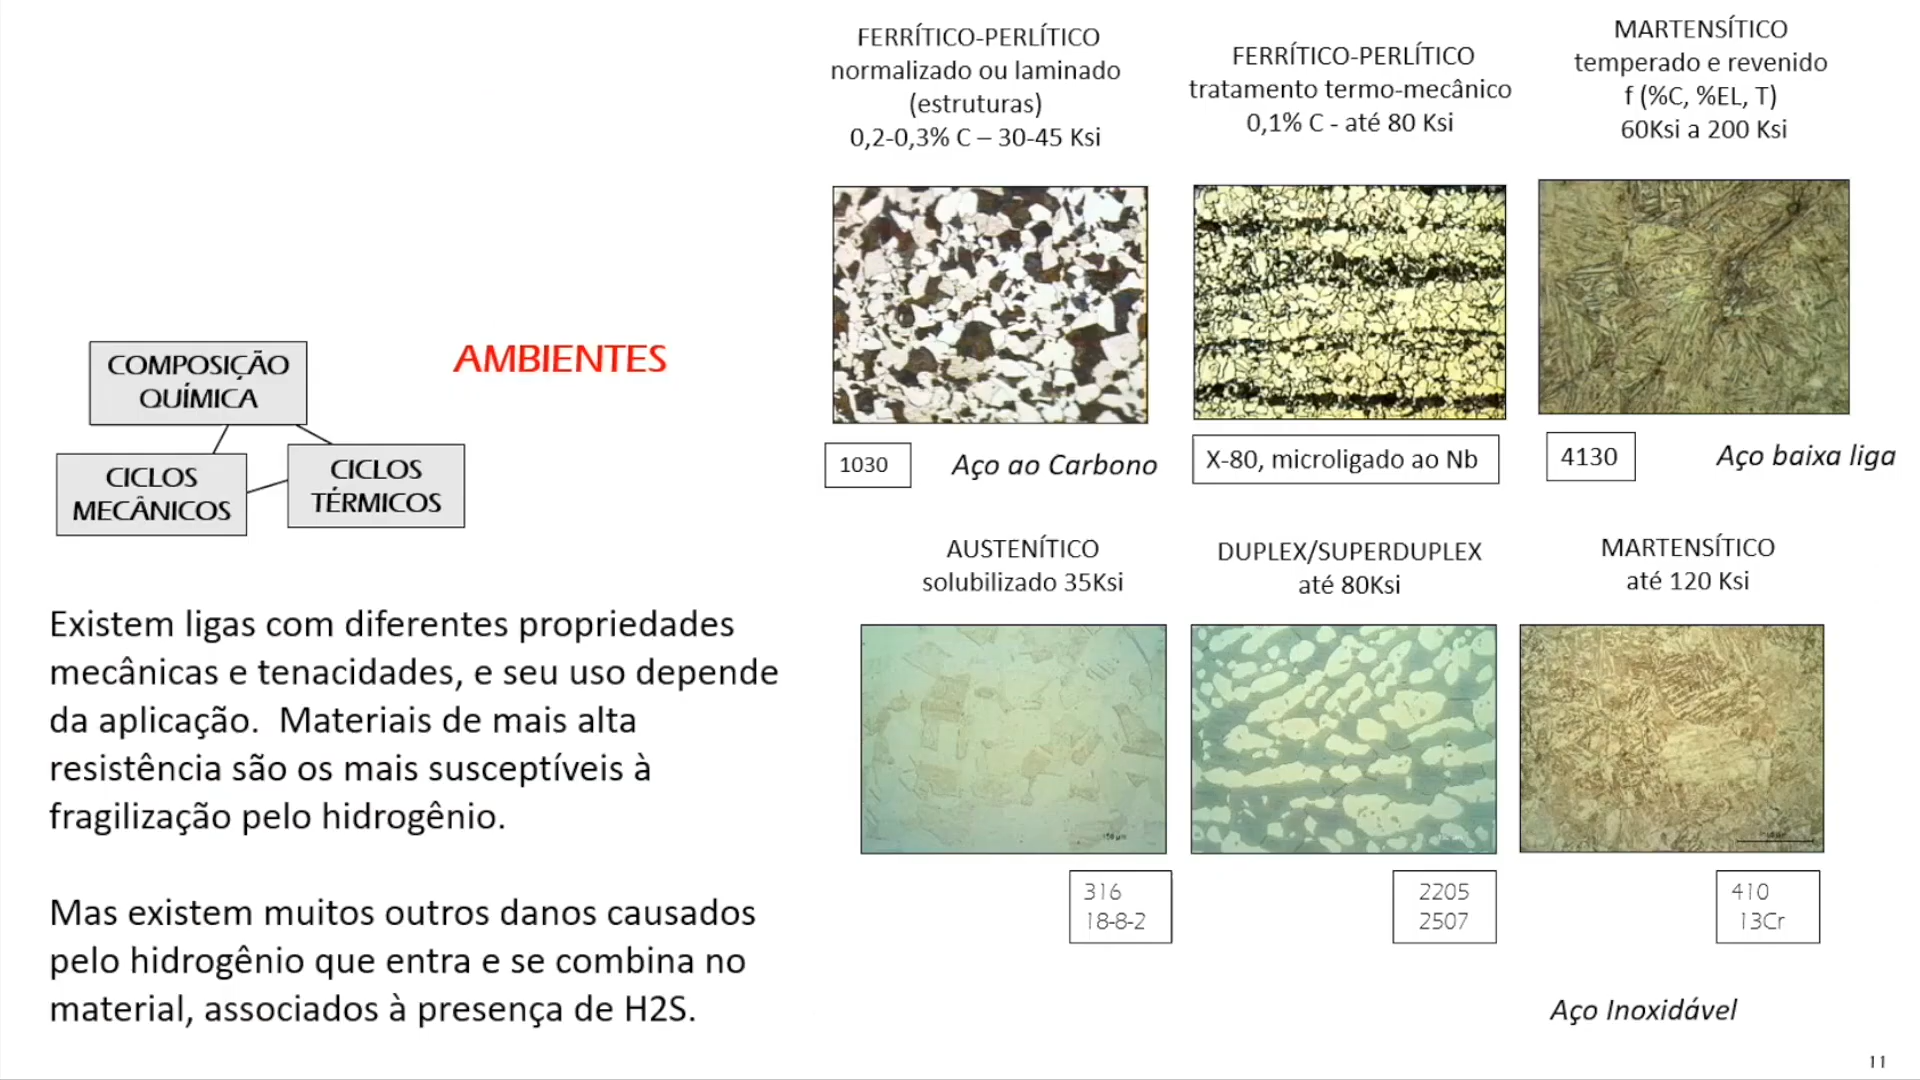 FERRÍTICO-PERLÍTICO
normalizado ou laminado
(estruturas)
0,2-0,3% C – 30-45 Ksi
FERRÍTICO-PERLÍTICO
tratamento termo-mecânico
0,1% C - até 80 Ksi
MARTENSÍTICO
temperado e revenido
f (%C, %EL, T)
60Ksi a 200 Ksi
COMPOSIÇÃO
QUÍMICA
CICLOS
MECÂNICOS
CICLOS
TÉRMICOS
AMBIENTES
1030
Aço ao Carbono
X-80, microligado ao Nb
4130
Aço baixa liga
AUSTENÍTICO
solubilizado 35Ksi
DUPLEX/SUPERDUPLEX
até 80Ksi
MARTENSÍTICO
até 120 Ksi
Existem ligas com diferentes propriedades
mecânicas e tenacidades, e seu uso depende
da aplicação.  Materiais de mais alta
resistência são os mais susceptíveis à
fragilização pelo hidrogênio.
Mas existem muitos outros danos causados
pelo hidrogênio que entra e se combina no
material, associados à presença de H2S.
316
18-8-2
2205
2507
410
13Cr
Aço Inoxidável
11